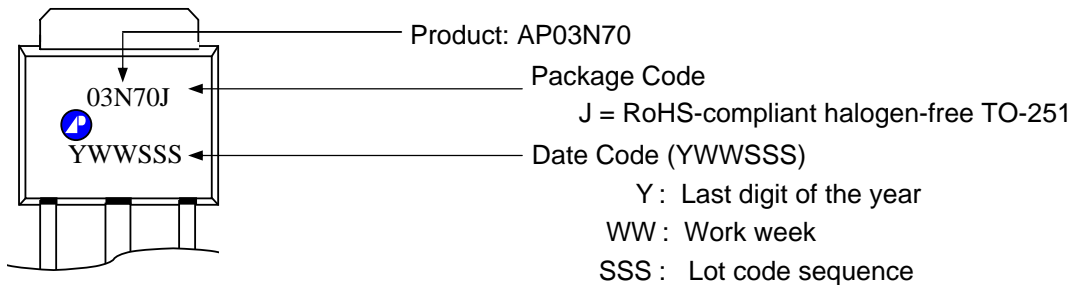 Product: AP03N70
Package Code
03N70J
J = RoHS-compliant halogen-free TO-251
YWWSSS
Date Code (YWWSSS)
Y : Last digit of the year
WW : Work week
SSS : Lot code sequence